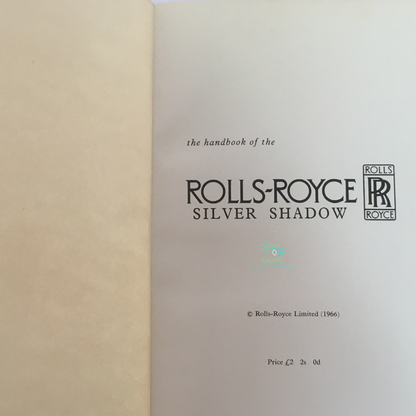 the handbook of the
ROLLS-ROYCE
SILVER SHADOW
ROLLS
RR
ROYCE
© Rolls-Royce Limited (1966)
Price £2 2s 0d